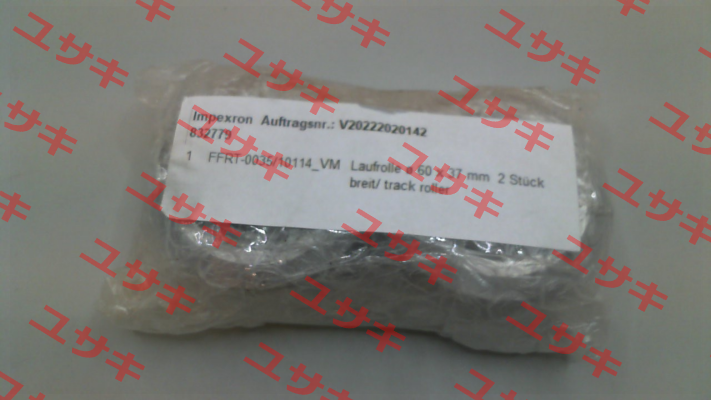 Impexron Auftragsnr.: V20222020142
832779
1 FFRT-0035/10114_VM Laufrolle ø 60 x 37 mm 2 Stück
breit/ track roller
ユサキ